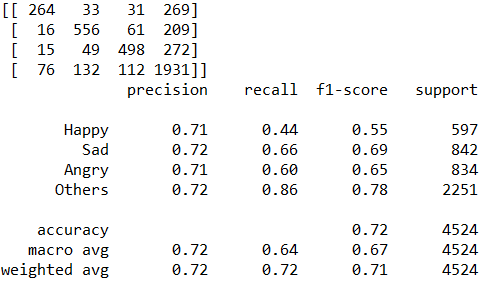 [[ 264 33 31 269]
[ 16 556 61 209]
[ 15 49 498 272]
[ 76 132 112 1931]]
precision recall f1-score support
Happy 0.71 0.44 0.55 597
Sad 0.72 0.66 0.69 842
Angry 0.71 0.60 0.65 834
Others 0.72 0.86 0.78 2251
accuracy 0.72 4524
macro avg 0.72 0.64 0.67 4524
weighted avg 0.72 0.72 0.71 4524